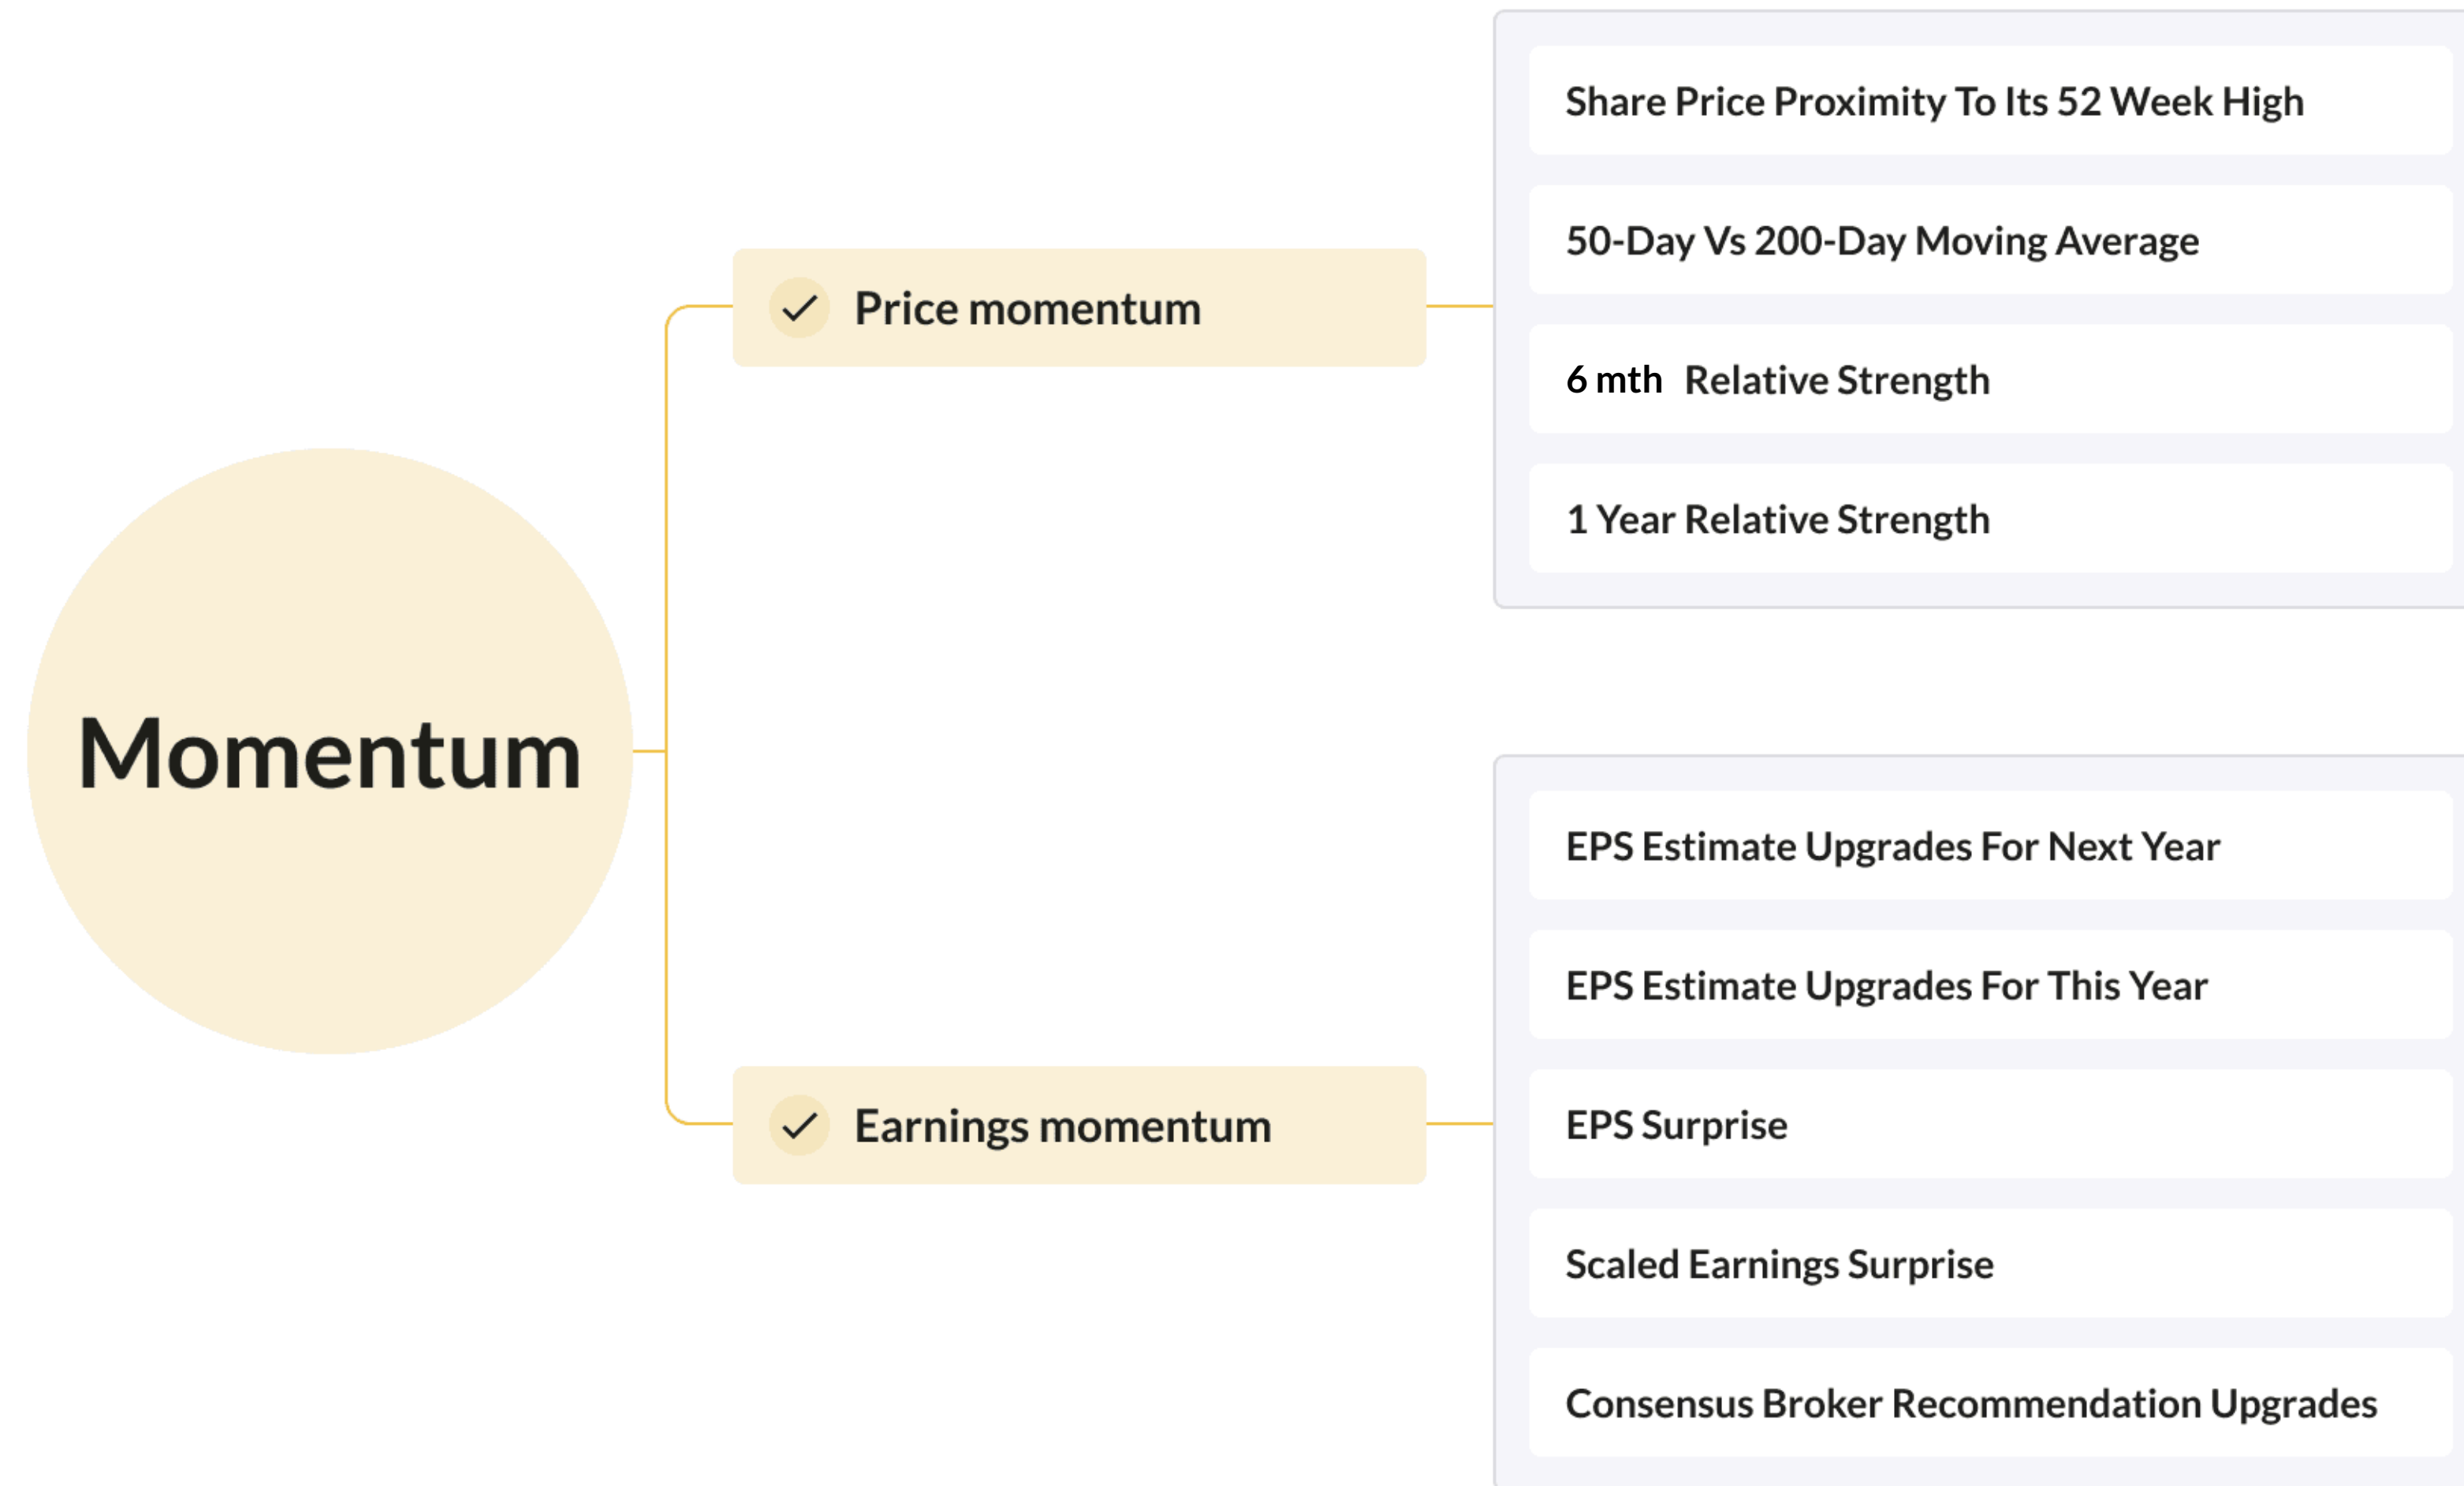 Momentum
Price momentum
Share Price Proximity To Its 52 Week High
50-Day Vs 200-Day Moving Average
6 mth Relative Strength
1 Year Relative Strength
Earnings momentum
EPS Estimate Upgrades For Next Year
EPS Estimate Upgrades For This Year
EPS Surprise
Scaled Earnings Surprise
Consensus Broker Recommendation Upgrades